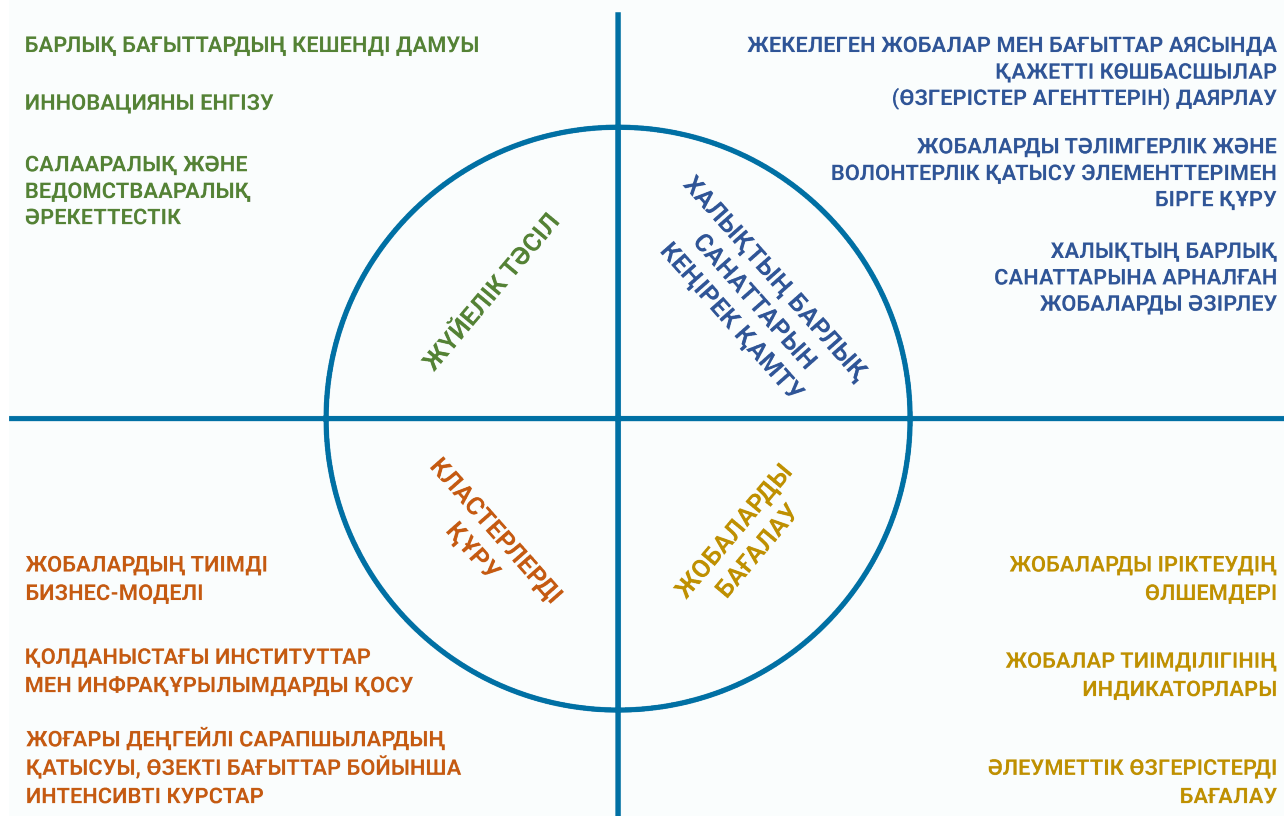 БАРЛЫҚ БАҒЫТТАРДЫҢ КЕШЕНДІ ДАМУЫ
ИННОВАЦИЯНЫ ЕНГІЗУ
САЛААРАЛЫҚ ЖӘНЕ
ВЕДОМСТВААРАЛЫҚ
ӘРЕКЕТТЕСТІК
ЖҮЙЕЛІК ТӘСІЛ
ЖЕКЕЛЕГЕН ЖОБАЛАР МЕН БАҒЫТТАР АЯСЫНДА
ҚАЖЕТТІ КӨШБАСШЫЛАР
(ӨЗГЕРІСТЕР АГЕНТТЕРІН) ДАЯРЛАУ
ЖОБАЛАРДЫ ТӘЛІМГЕРЛІК ЖӘНЕ
ВОЛОНТЕРЛІК ҚАТЫСУ ЭЛЕМЕНТТЕРІМЕН
БІРГЕ ҚҰРУ
ХАЛЫҚТЫҢ БАРЛЫҚ
САНАТТАРЫНА АРНАЛҒАН
ЖОБАЛАРДЫ ӘЗІРЛЕУ
ХАЛЫҚТЫҢ БАРЛЫҚ
САНАТТАРЫН
КЕҢІРЕК ҚАМТУ
КЛАСТЕРЛЕРДІ
ҚҰРУ
ЖОБАЛАРДЫҢ ТИІМДІ
БИЗНЕС-МОДЕЛІ
ҚОЛДАНЫСТАҒЫ ИНСТИТУТТАР
МЕН ИНФРАҚҰРЫЛЫМДАРДЫ ҚОСУ
ЖОҒАРЫ ДЕҢГЕЙЛІ САРАПШЫЛАРДЫҢ
ҚАТЫСУЫ, ӨЗЕКТІ БАҒЫТТАР БОЙЫНША
ИНТЕНСИВТІ КУРСТАР
ЖОБАЛАРДЫ
БАҒАЛАУ
ЖОБАЛАРДЫ ІРІКТЕУДІҢ
ӨЛШЕМДЕРІ
ЖОБАЛАР ТИІМДІЛІГІНІҢ
ИНДИКАТОРЛАРЫ
ӘЛЕУМЕТТІК ӨЗГЕРІСТЕРДІ
БАҒАЛАУ